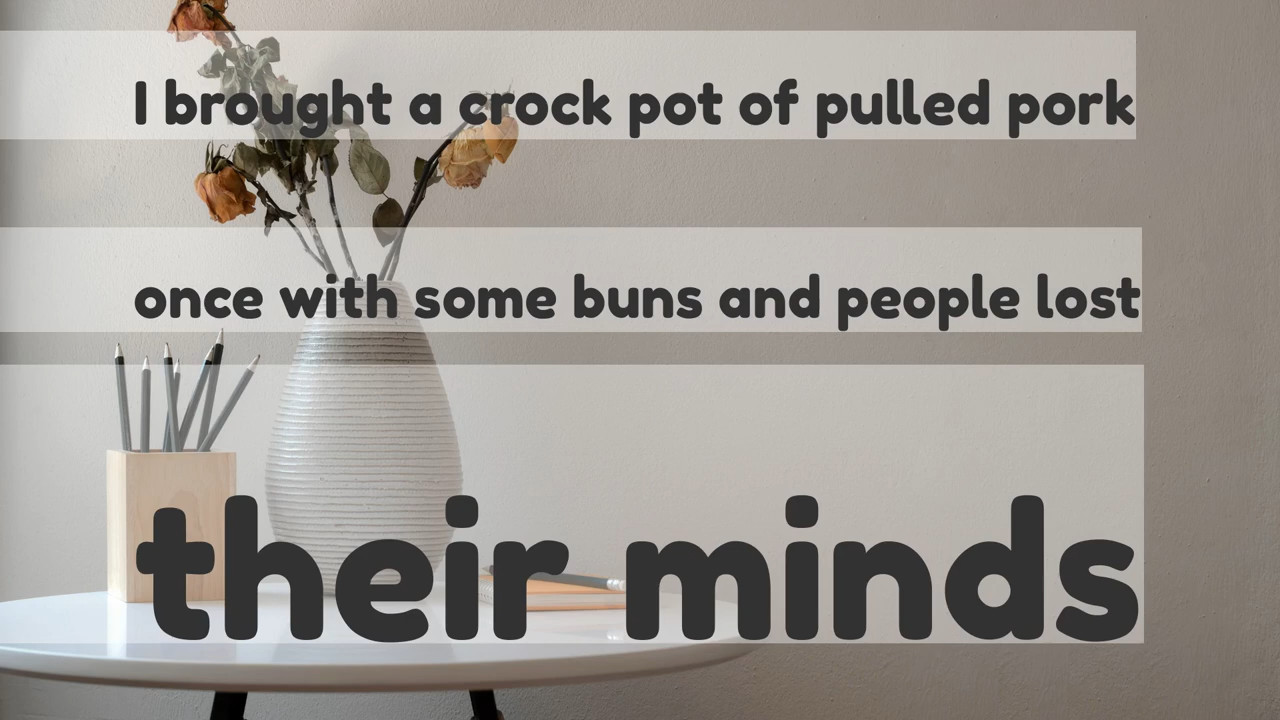 I brought a crock pot of pulled pork
once with some buns and people lost
their minds